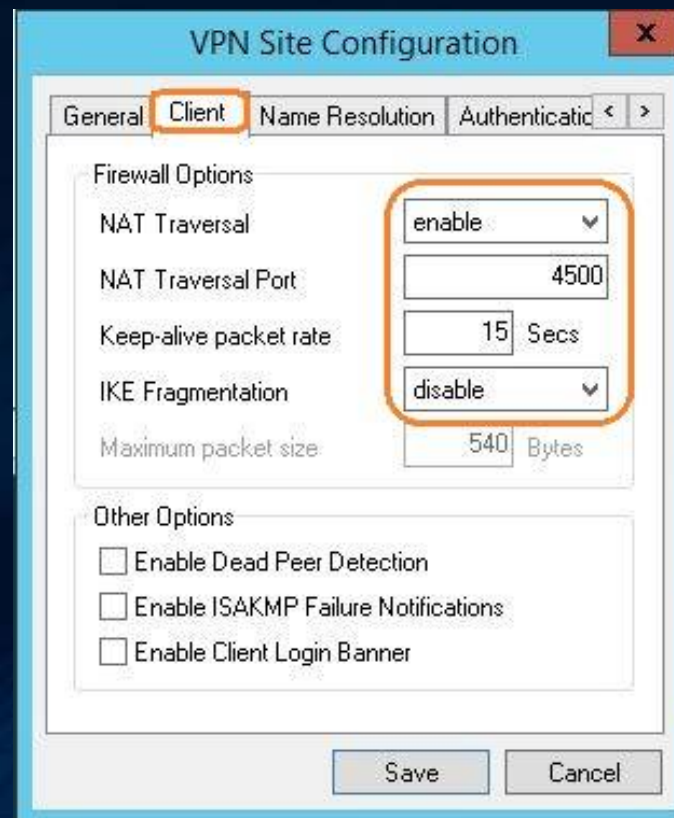 VPN Site Configuration
x
General Client Name Resolution Authenticatic < >
Firewall Options
NAT Traversal enable
NAT Traversal Port 4500
Keep-alive packet rate 15 Secs
IKE Fragmentation disable
Maximum packet size 540 Bytes
Other Options
Enable Dead Peer Detection
Enable ISAKMP Failure Notifications
Enable Client Login Banner
Save Cancel